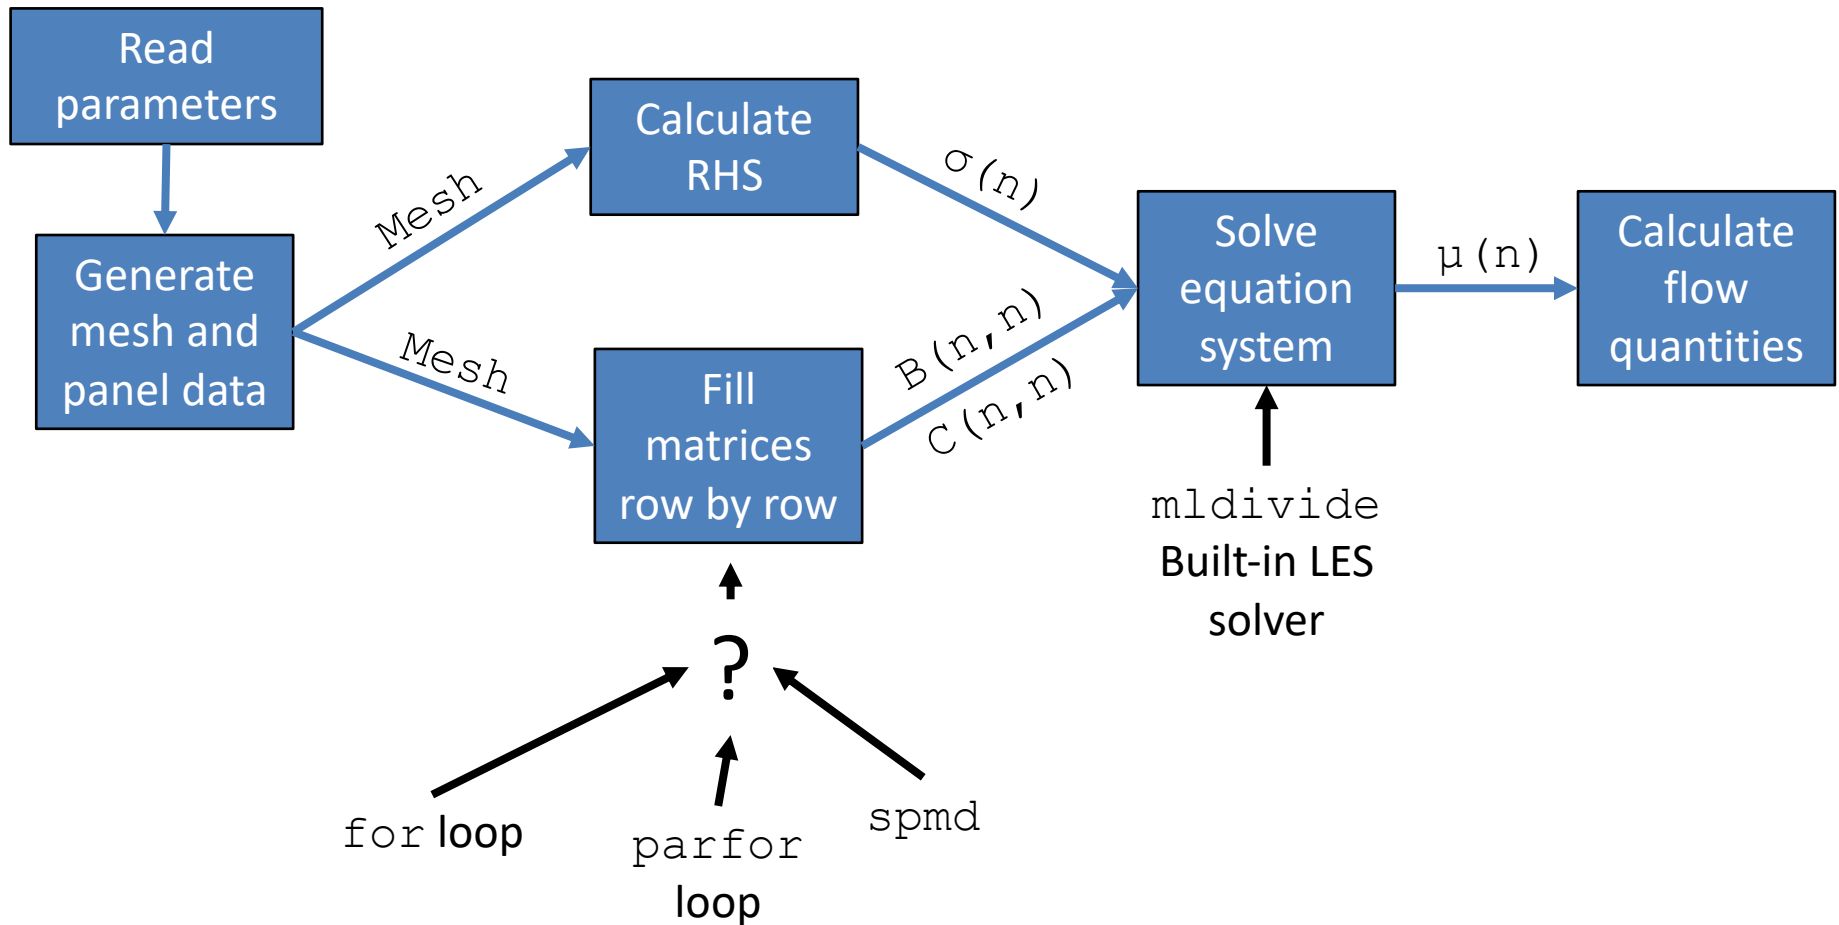 Read
parameters
Generate
mesh and
panel data
Mesh
Mesh
Calculate
RHS
Fill
matrices
row by row
σ(n)
B(n,n)
C(n,n)
Solve
equation
system
μ(n)
Calculate
flow
quantities
mldivide
Built-in LES
solver
?
for loop
parfor
loop
spmd